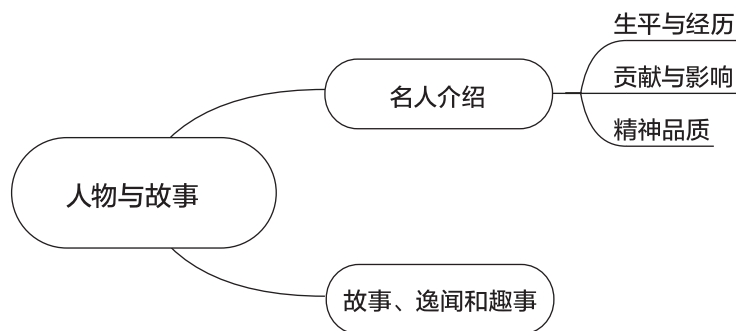 人物与故事
名人介绍
生平与经历
贡献与影响
精神品质
故事、逸闻和趣事